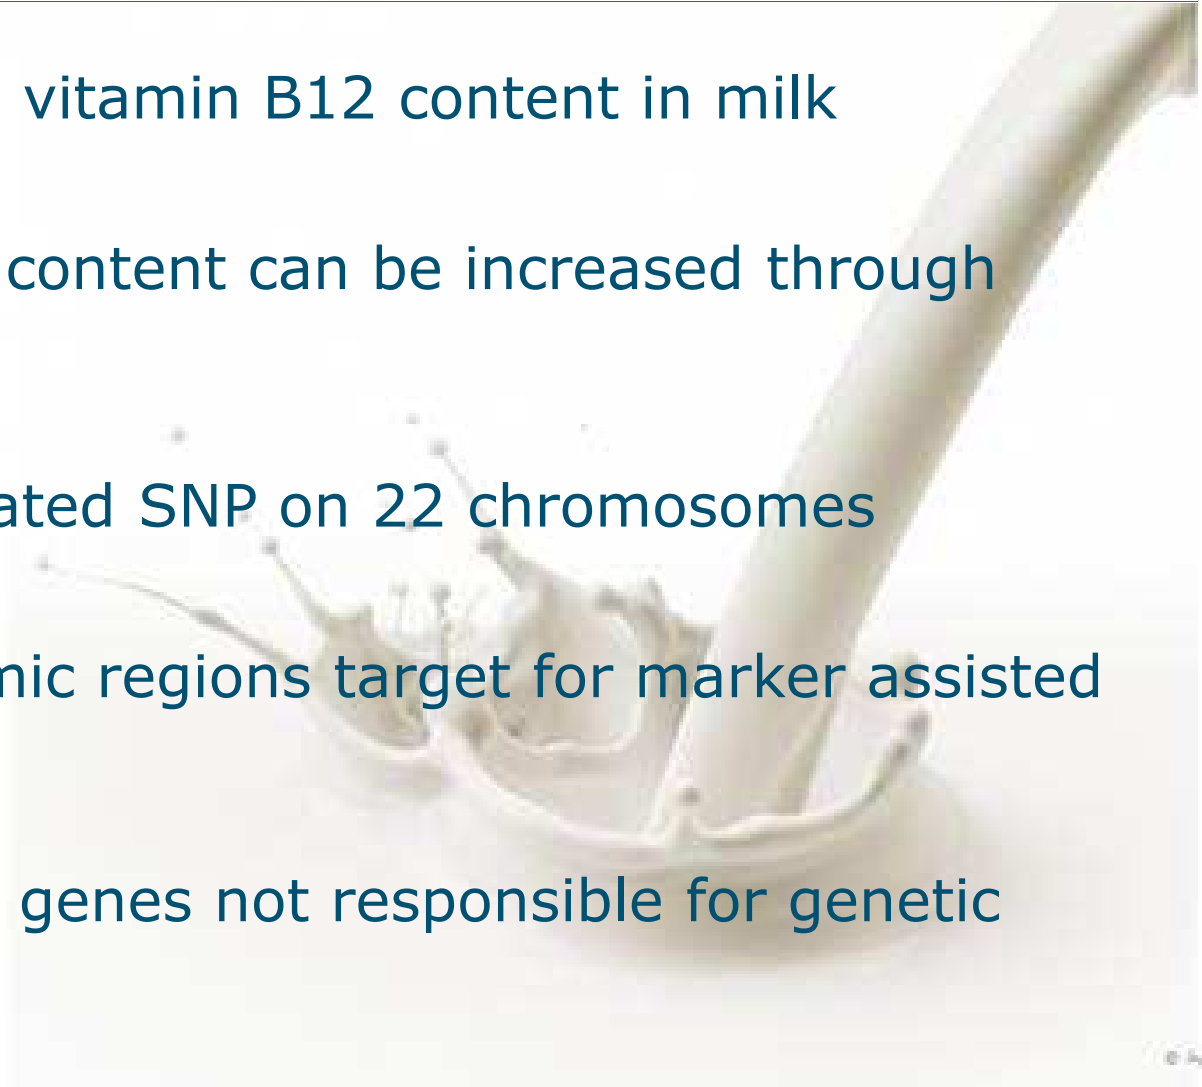 vitamin B12 content in milk
content can be increased through
ated SNP on 22 chromosomes
mic regions target for marker assisted
genes not responsible for genetic